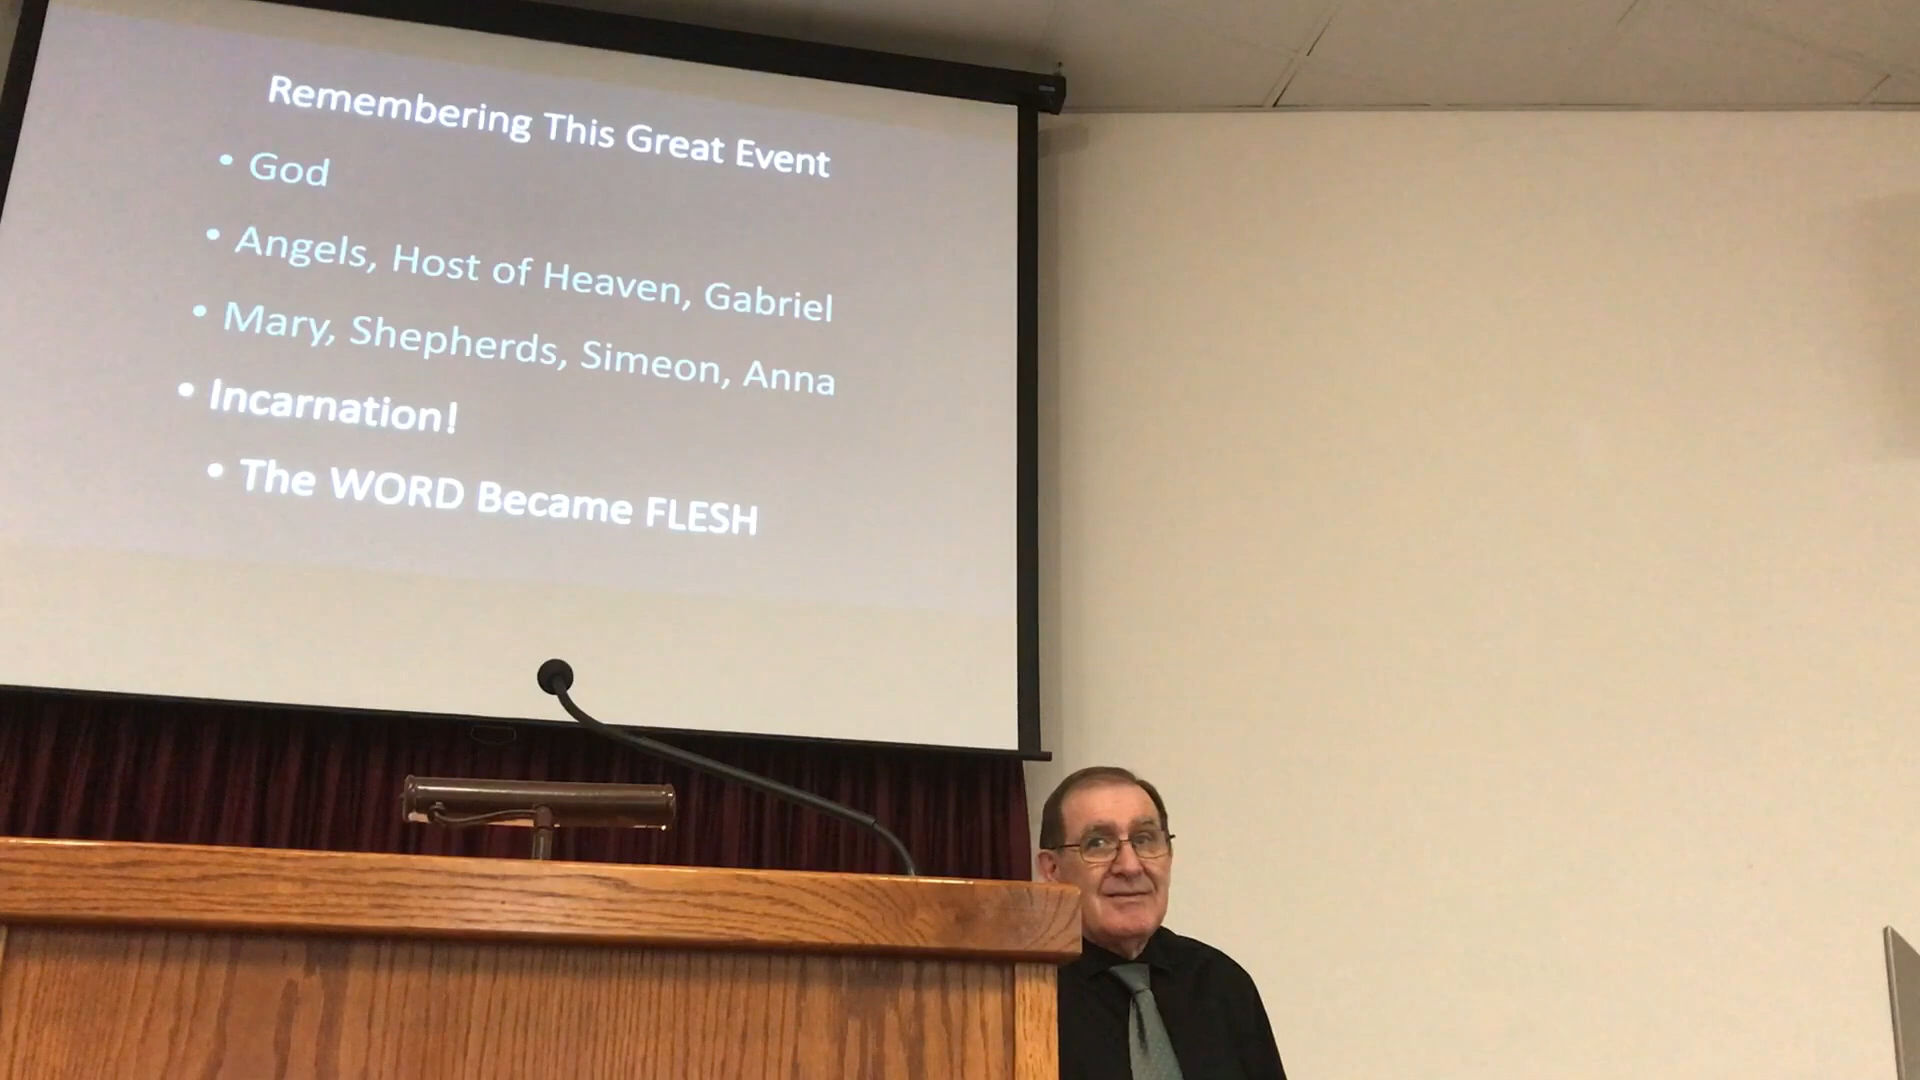 Remembering This Great Event
• God
• Angels, Host of Heaven, Gabriel
• Mary, Shepherds, Simeon, Anna
• Incarnation!
• The WORD Became FLESH